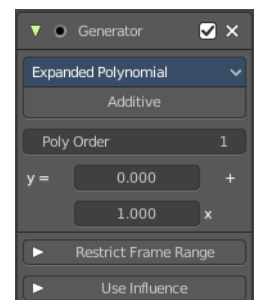 Generator
Expanded Polynomial
Additive
Poly Order 1
y = 0.000 +
1.000 x
Restrict Frame Range
Use Influence